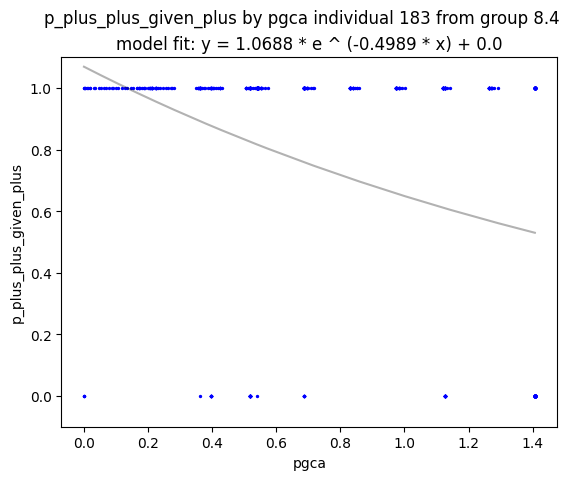 p_plus_plus_given_plus by pgca individual 183 from group 8.4
model fit: y = 1.0688 * e ^ (-0.4989 * x) + 0.0
p_plus_plus_given_plus
1.0
0.8
0.6
0.4
0.2
0.0
0.0 0.2 0.4 0.6 0.8 1.0 1.2 1.4
pgca